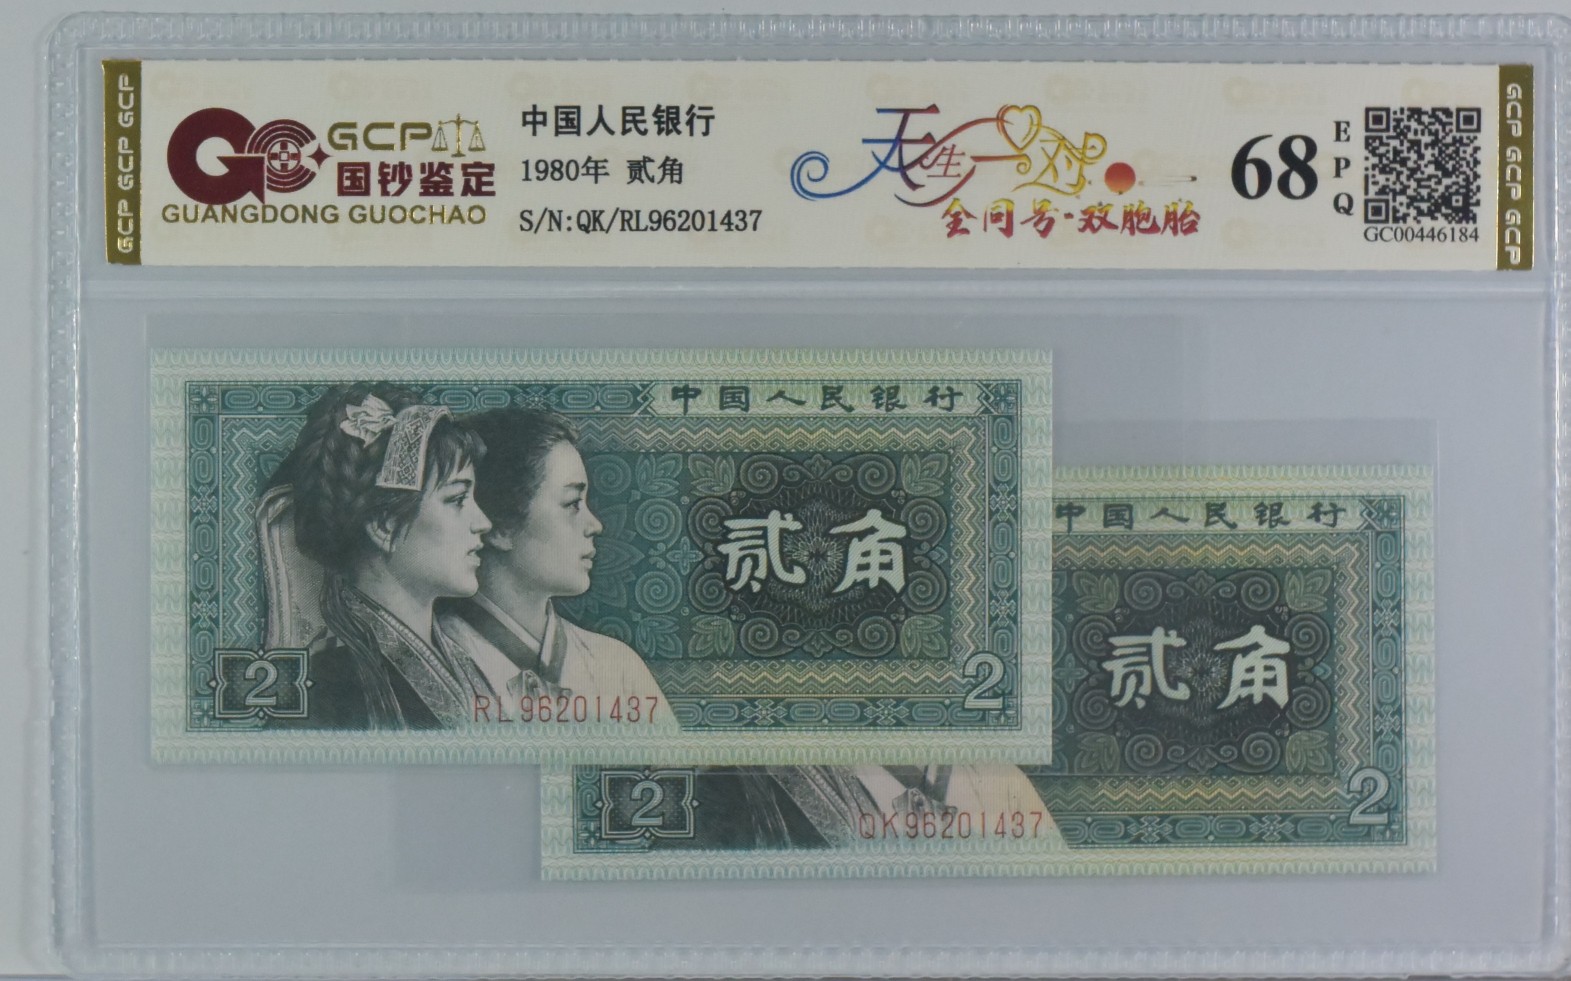 GCP GCP GCP
GCP
国钞鉴定
GUANGDONG GUOCHAO
中国人民银行
1980年 贰角
S/N:QK/RL96201437
天生一对
全同号·双胞胎
68
EPQ
GC00446184
GCP GCP GCP
中国人民银行
贰角
2
2
RL96201437
中国人民银行
贰角
2
2
QK96201437